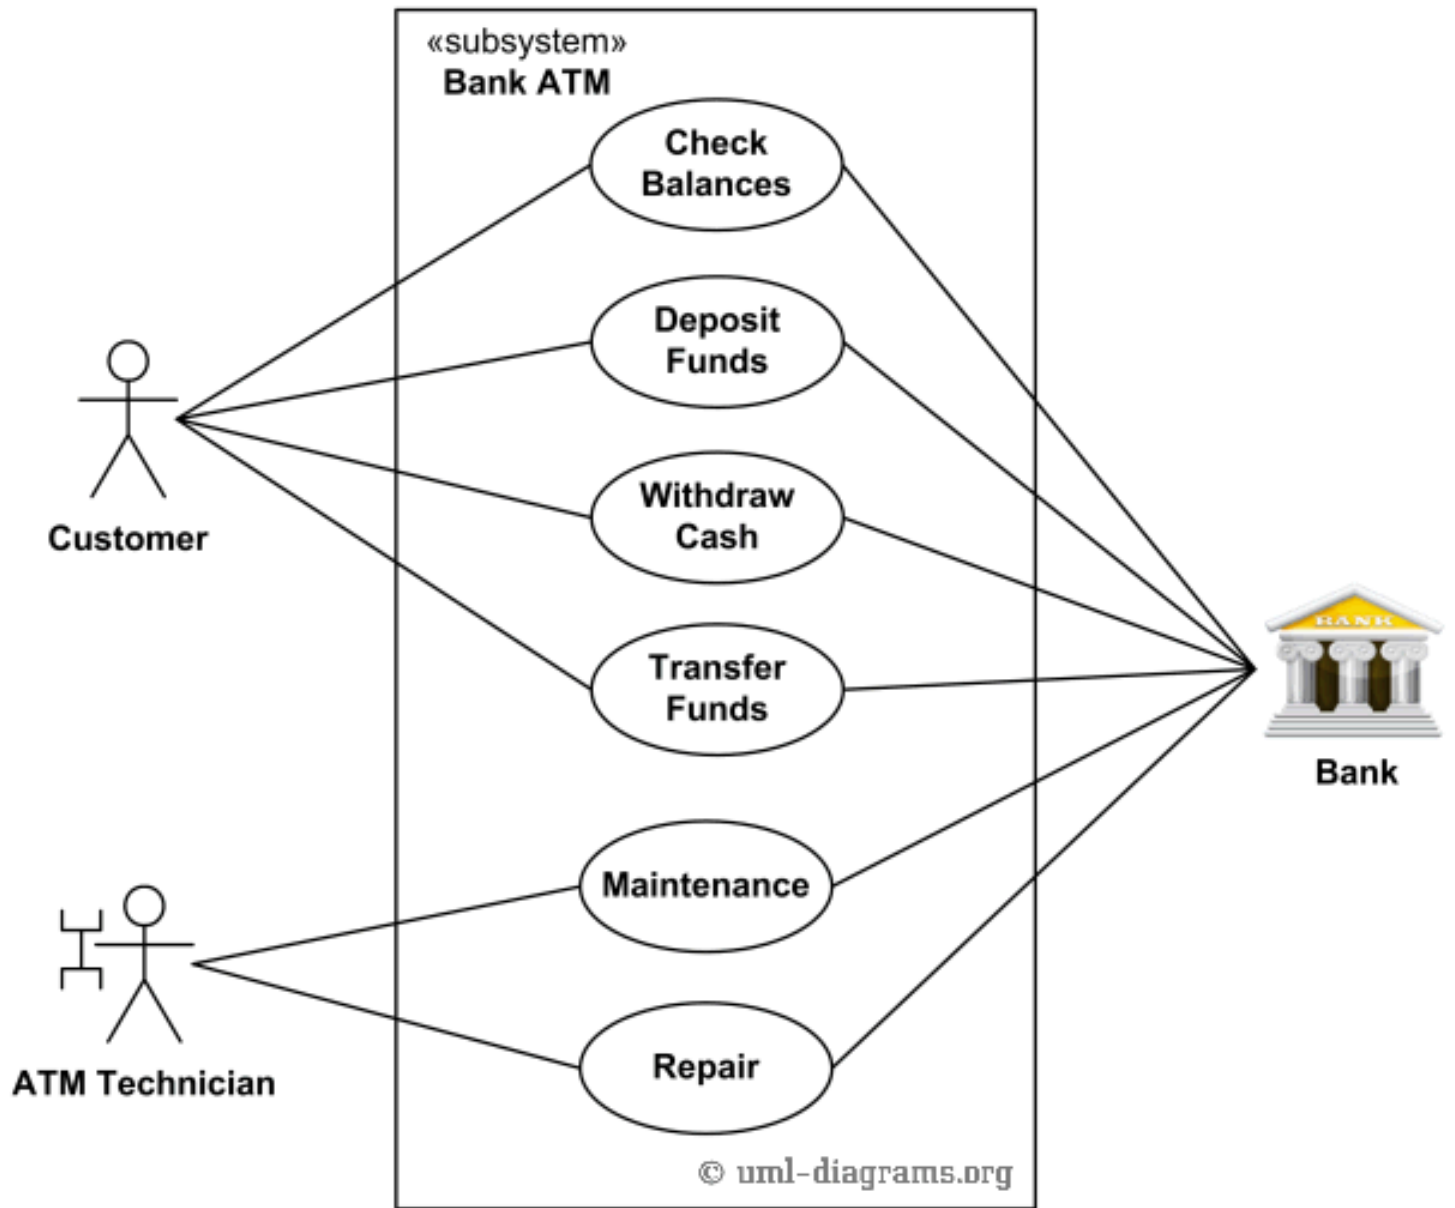 «subsystem»
Bank ATM
Check
Balances
Deposit
Funds
Withdraw
Cash
Customer
Transfer
Funds
BANK
Bank
Maintenance
ATM Technician
Repair
© uml-diagrams.org